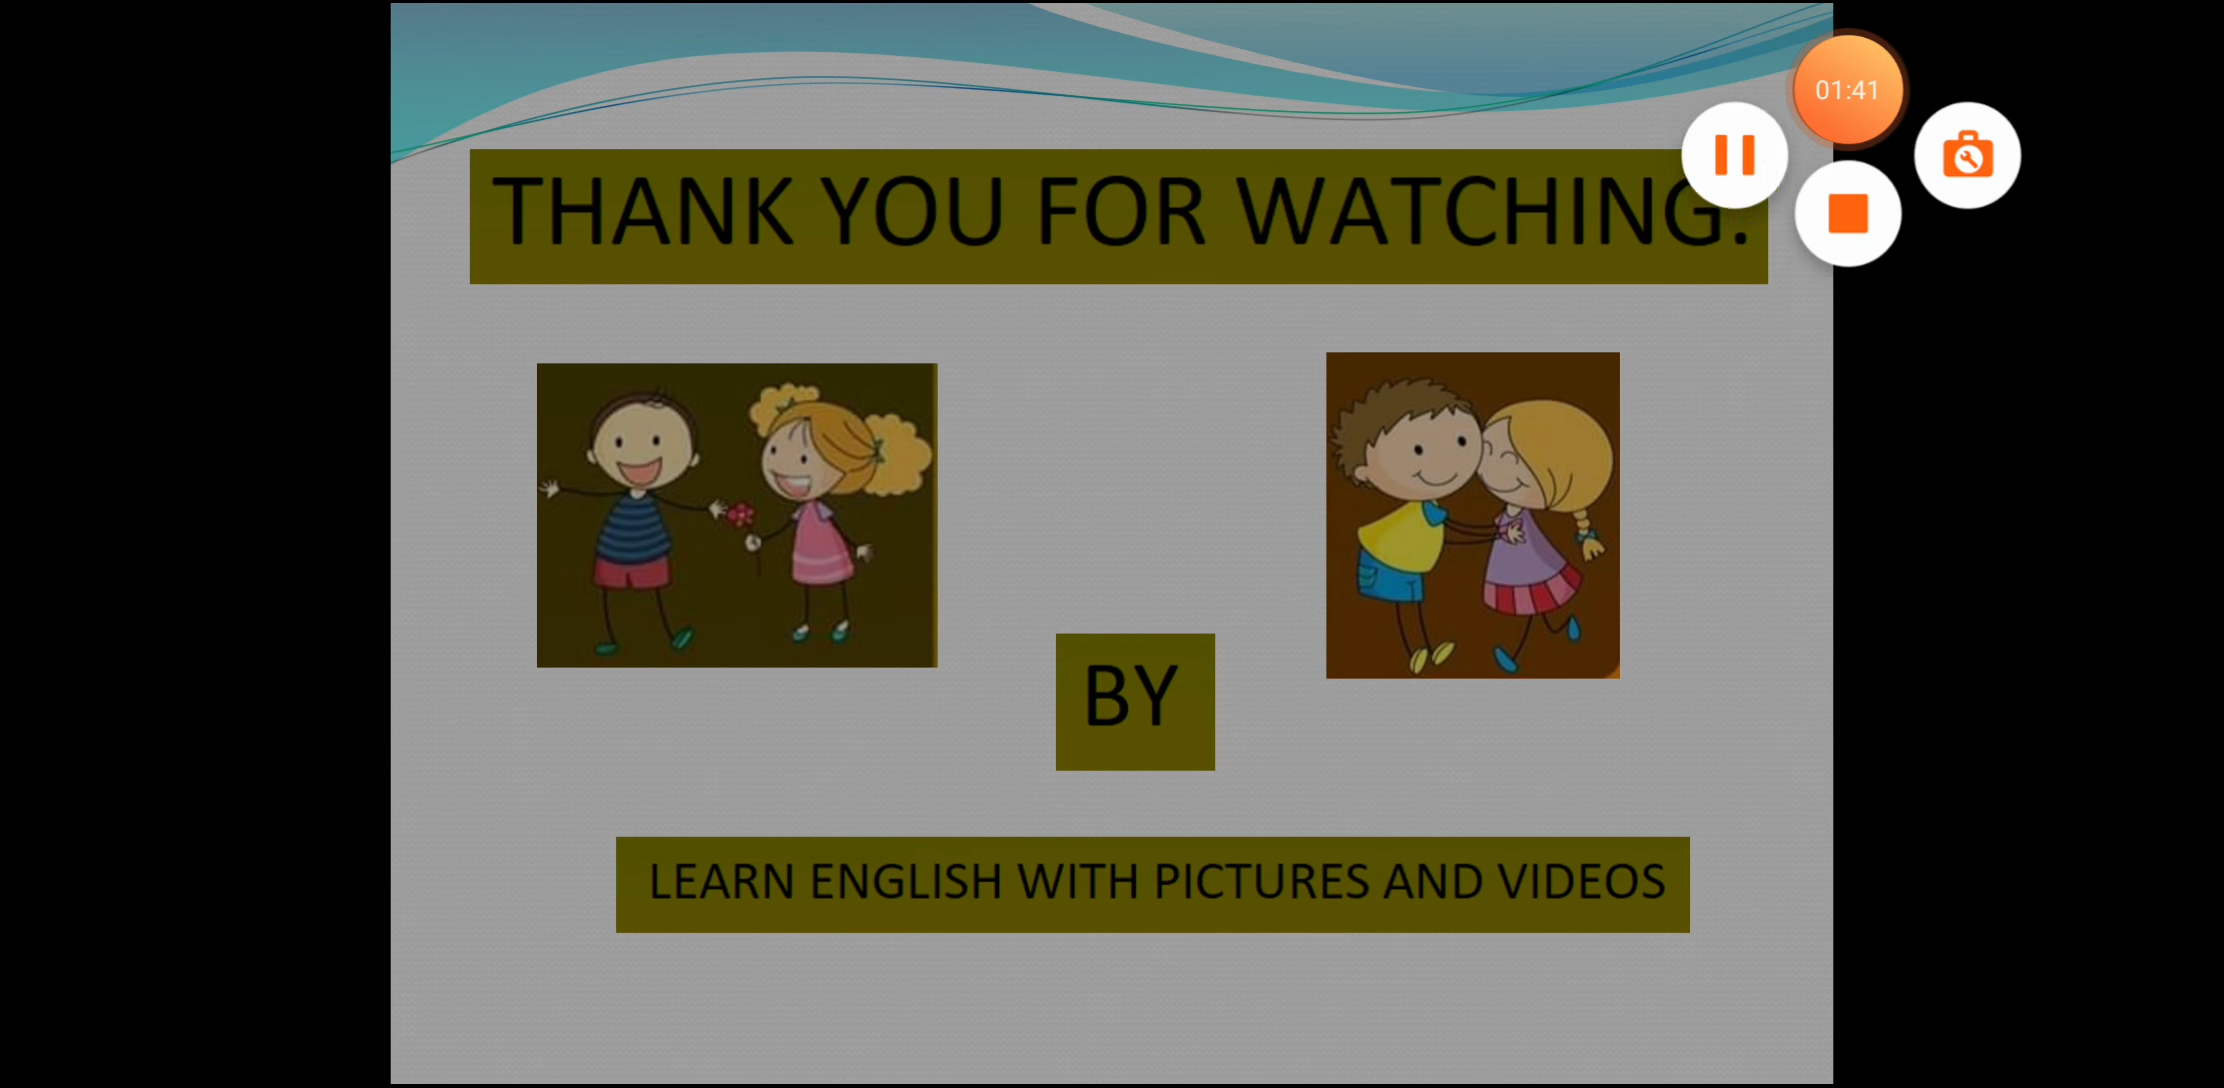 01:41
THANK YOU FOR WATCHING.
BY
LEARN ENGLISH WITH PICTURES AND VIDEOS